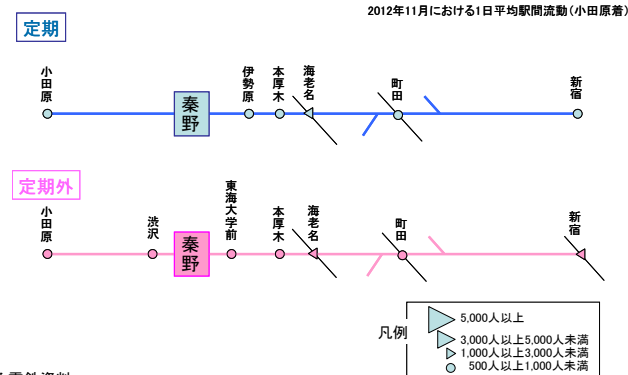 2012年11月における1日平均駅間流動(小田原着)
定期
小田原
秦野
伊勢原
本厚木
海老名
町田
新宿
定期外
小田原
渋沢
秦野
東海大学前
本厚木
海老名
町田
新宿
凡例
5,000人以上
3,000人以上5,000人未満
1,000人以上3,000人未満
500人以上1,000人未満